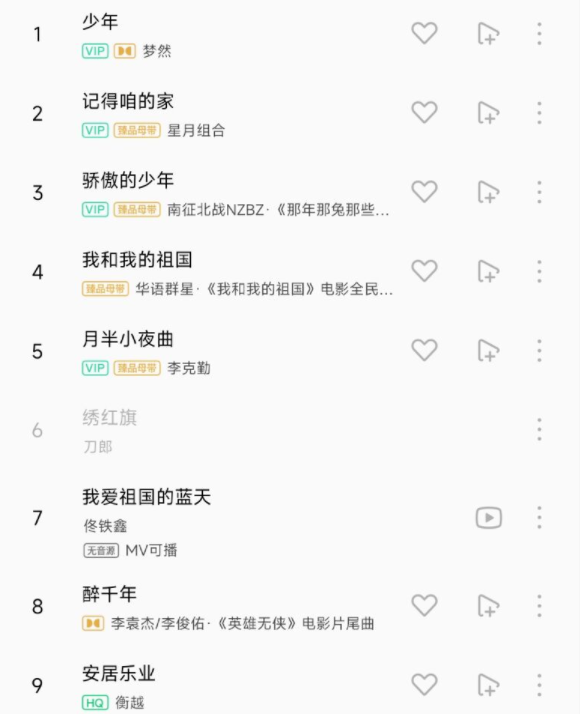 1
少年
VIP 梦然
2
记得咱的家
VIP 臻品母带 星月组合
3
骄傲的少年
VIP 臻品母带 南征北战NZBZ·《那年那兔那些...
4
我和我的祖国
臻品母带 华语群星·《我和我的祖国》电影全民...
5
月半小夜曲
VIP 臻品母带 李克勤
6
绣红旗
刀郎
7
我爱祖国的蓝天
佟铁鑫
无音源 MV可播
8
醉千年
李袁杰/李俊佑·《英雄无侠》电影片尾曲
9
安居乐业
HQ 衡越